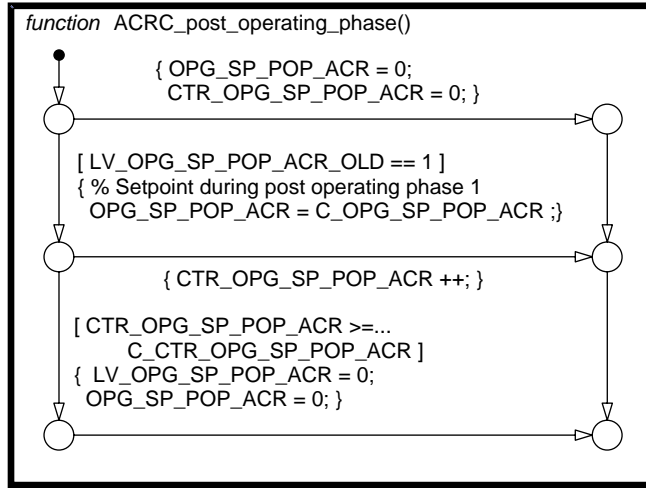 function ACRC_post_operating_phase()
{ OPG_SP_POP_ACR = 0;
CTR_OPG_SP_POP_ACR = 0; }
[ LV_OPG_SP_POP_ACR_OLD == 1 ]
{ % Setpoint during post operating phase 1
OPG_SP_POP_ACR = C_OPG_SP_POP_ACR ;}
{ CTR_OPG_SP_POP_ACR ++; }
[ CTR_OPG_SP_POP_ACR >=...
C_CTR_OPG_SP_POP_ACR ]
{ LV_OPG_SP_POP_ACR = 0;
OPG_SP_POP_ACR = 0; }